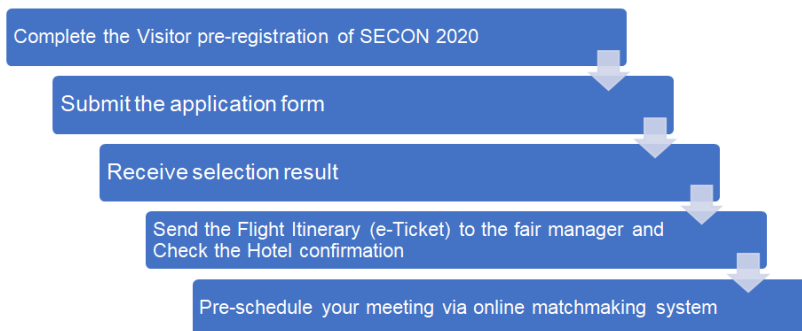 Complete the Visitor pre-registration of SECON 2020
Submit the application form
Receive selection result
Send the Flight Itinerary (e-Ticket) to the fair manager and
Check the Hotel confirmation
Pre-schedule your meeting via online matchmaking system